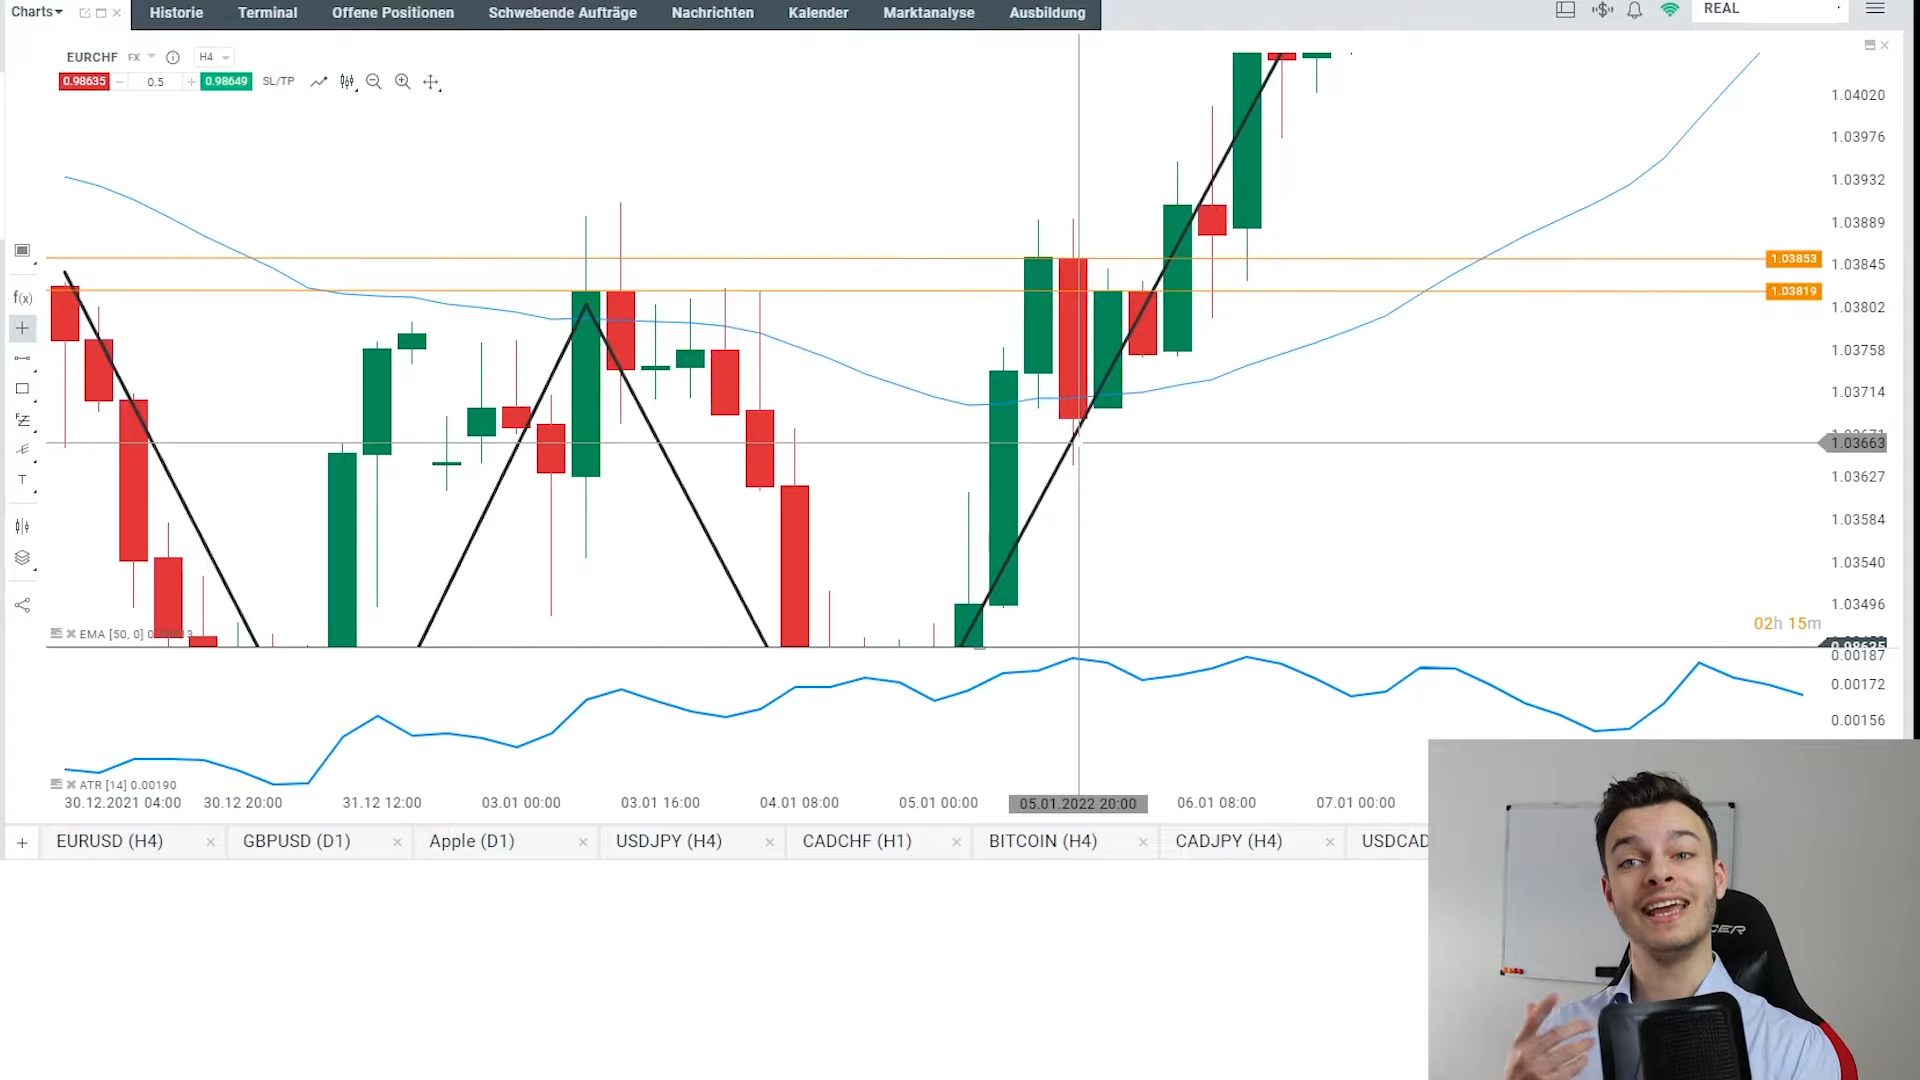 Charts Historie Terminal Offene Positionen Schwebende Aufträge Nachrichten Kalender Marktanalyse Ausbildung REAL
EURCHF FX H4
0.98635 0.5 0.98649 SL/TP
1.04020
1.03976
1.03932
1.03889
1.03853
1.03845
1.03819
1.03802
1.03758
1.03714
1.03663
1.03627
1.03584
1.03540
1.03496
f(x)
T
02h 15m
EMA [50, 0]
0.98635
0.00187
0.00172
0.00156
ATR [14] 0.00190
30.12.2021 04:00 30.12 20:00 31.12 12:00 03.01 00:00 03.01 16:00 04.01 08:00 05.01 00:00 05.01.2022 20:00 06.01 08:00 07.01 00:00
EURUSD (H4) GBPUSD (D1) Apple (D1) USDJPY (H4) CADCHF (H1) BITCOIN (H4) CADJPY (H4) USDCAD